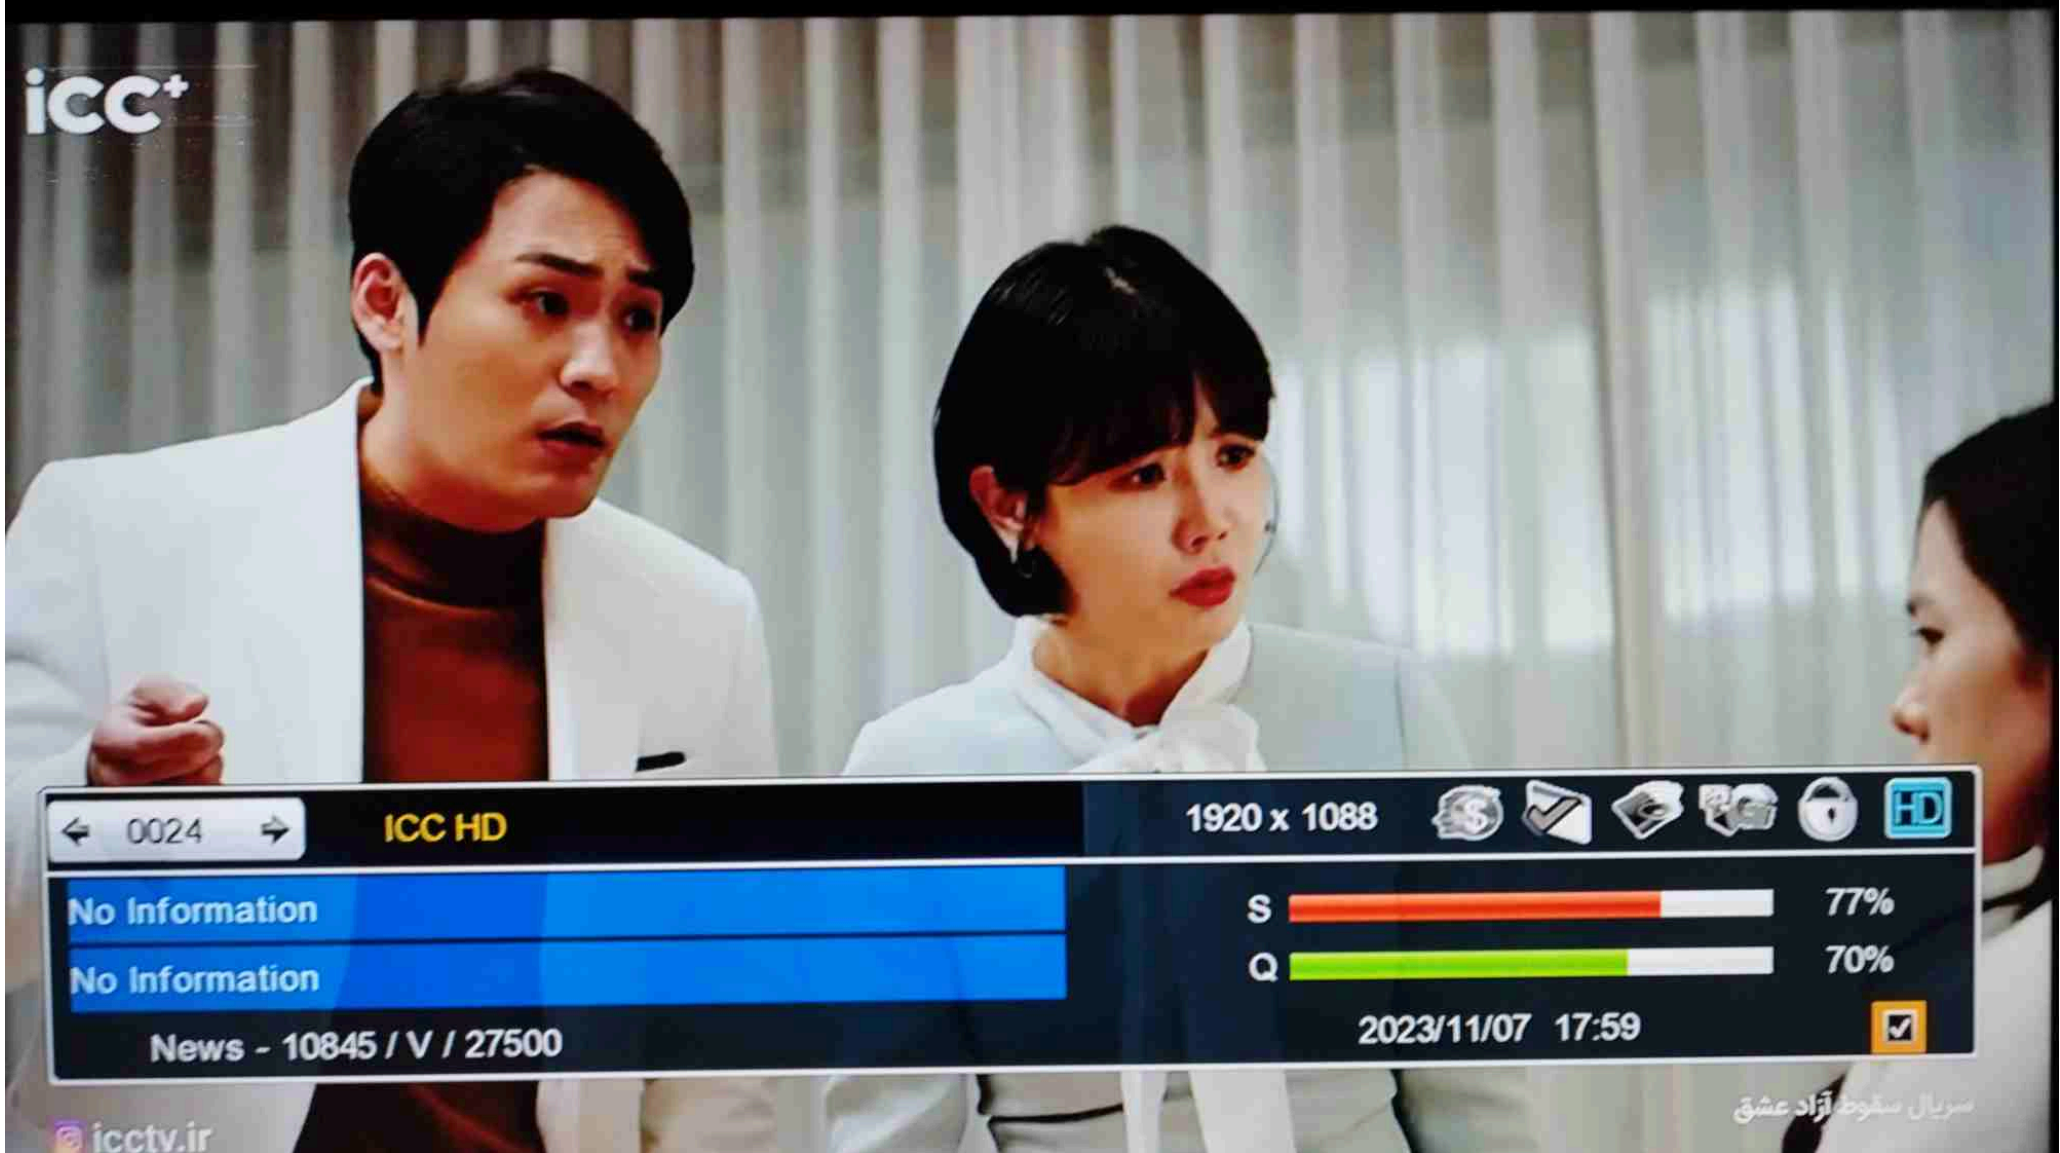 icc+
0024
ICC HD
1920 x 1088
HD
No Information
S
77%
No Information
Q
70%
News - 10845 / V / 27500
2023/11/07 17:59
سریال سقوط آزاد عشق
icctv.ir